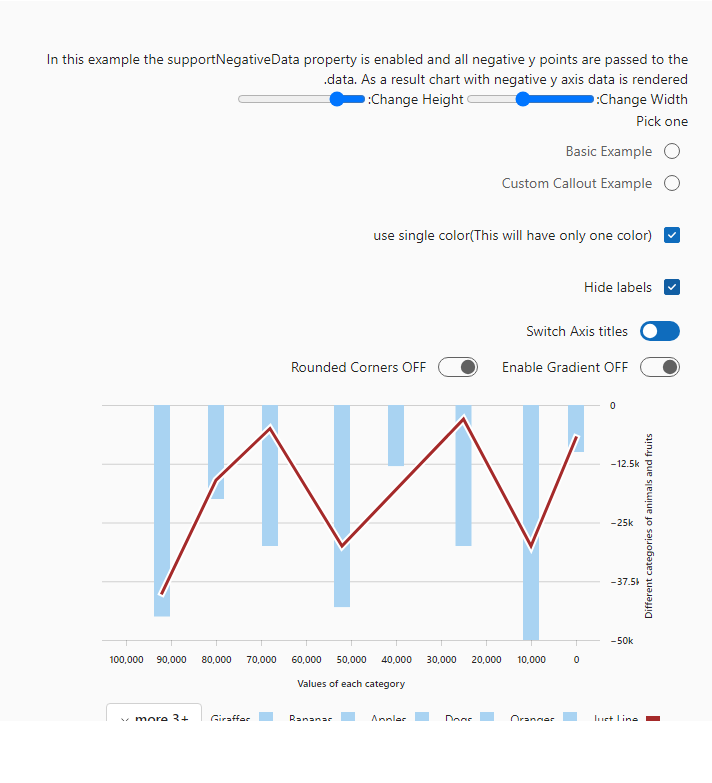 In this example the supportNegativeData property is enabled and all negative y points are passed to the
.data. As a result chart with negative y axis data is rendered
:Change Height :Change Width
Pick one
Basic Example
Custom Callout Example
use single color(This will have only one color)
Hide labels
Switch Axis titles
Rounded Corners OFF Enable Gradient OFF
0
−12.5k
−25k
−37.5k
−50k
Different categories of animals and fruits
100,000 90,000 80,000 70,000 60,000 50,000 40,000 30,000 20,000 10,000 0
Values of each category
more 3+ Giraffes Bananas Apples Dogs Oranges Just Line